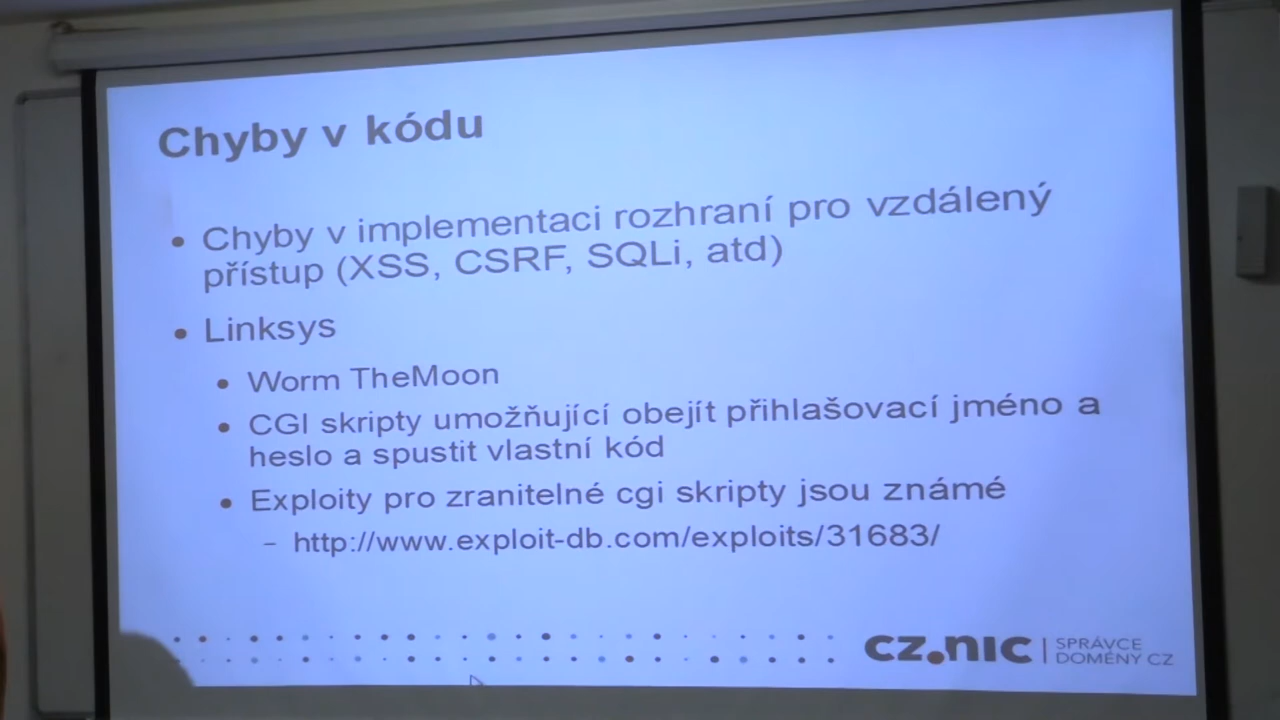 Chyby v kódu
• Chyby v implementaci rozhraní pro vzdálený
přístup (XSS, CSRF, SQLi, atd)
• Linksys
• Worm TheMoon
• CGI skripty umožňující obejít přihlašovací jméno a
heslo a spustit vlastní kód
• Exploity pro zranitelné cgi skripty jsou známé
– http://www.exploit-db.com/exploits/31683/
cz.nic | SPRÁVCE
DOMÉNY CZ